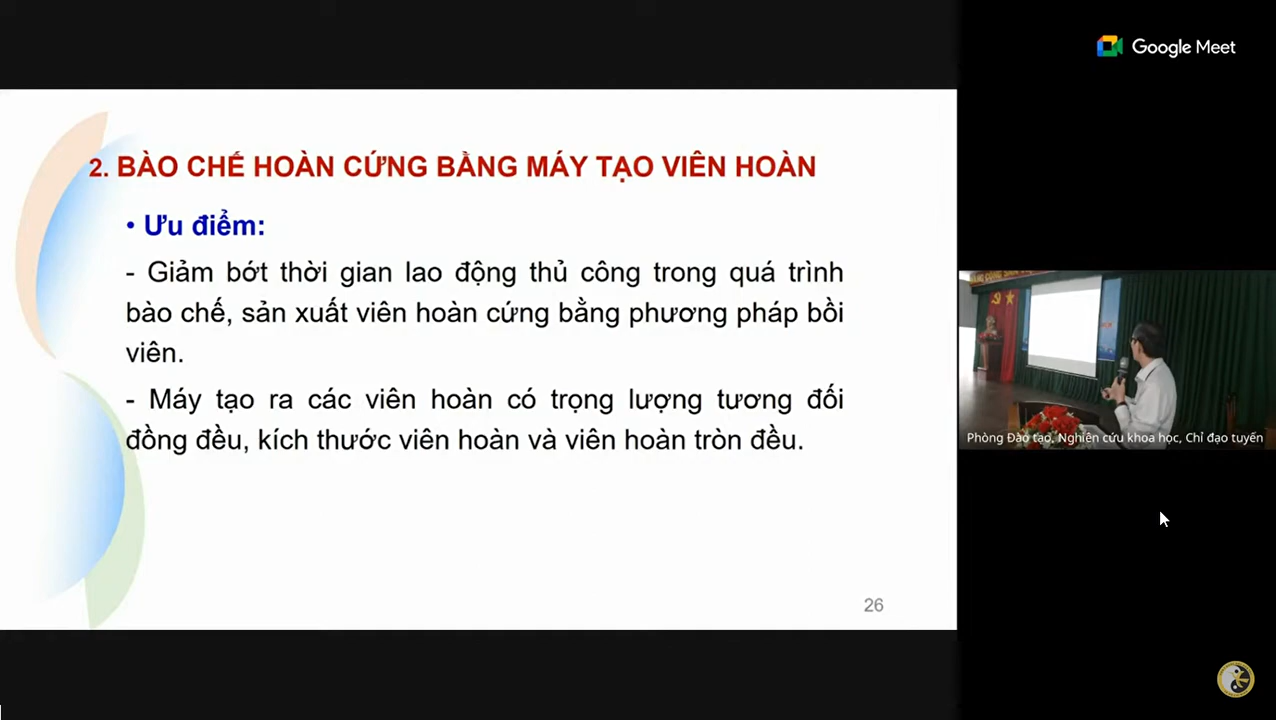 Google Meet
2. BÀO CHẾ HOÀN CỨNG BẰNG MÁY TẠO VIÊN HOÀN
• Ưu điểm:
- Giảm bớt thời gian lao động thủ công trong quá trình
bào chế, sản xuất viên hoàn cứng bằng phương pháp bồi
viên.
- Máy tạo ra các viên hoàn có trọng lượng tương đối
đồng đều, kích thước viên hoàn và viên hoàn tròn đều.
26
Phòng Đào tạo, Nghiên cứu khoa học, Chỉ đạo tuyến